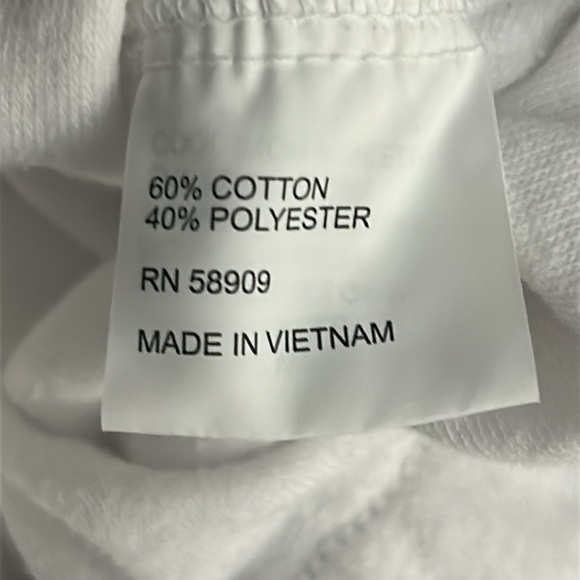 60% COTTON
40% POLYESTER
RN 58909
MADE IN VIETNAM